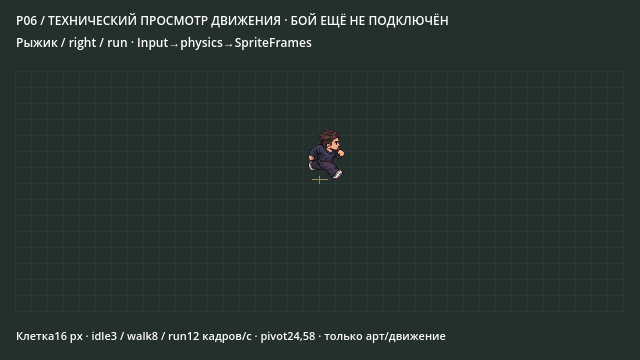 P06 / ТЕХНИЧЕСКИЙ ПРОСМОТР ДВИЖЕНИЯ · БОЙ ЕЩЁ НЕ ПОДКЛЮЧЁН
Рыжик / right / run · Input→physics→SpriteFrames
Клетка16 px · idle3 / walk8 / run12 кадров/с · pivot24,58 · только арт/движение